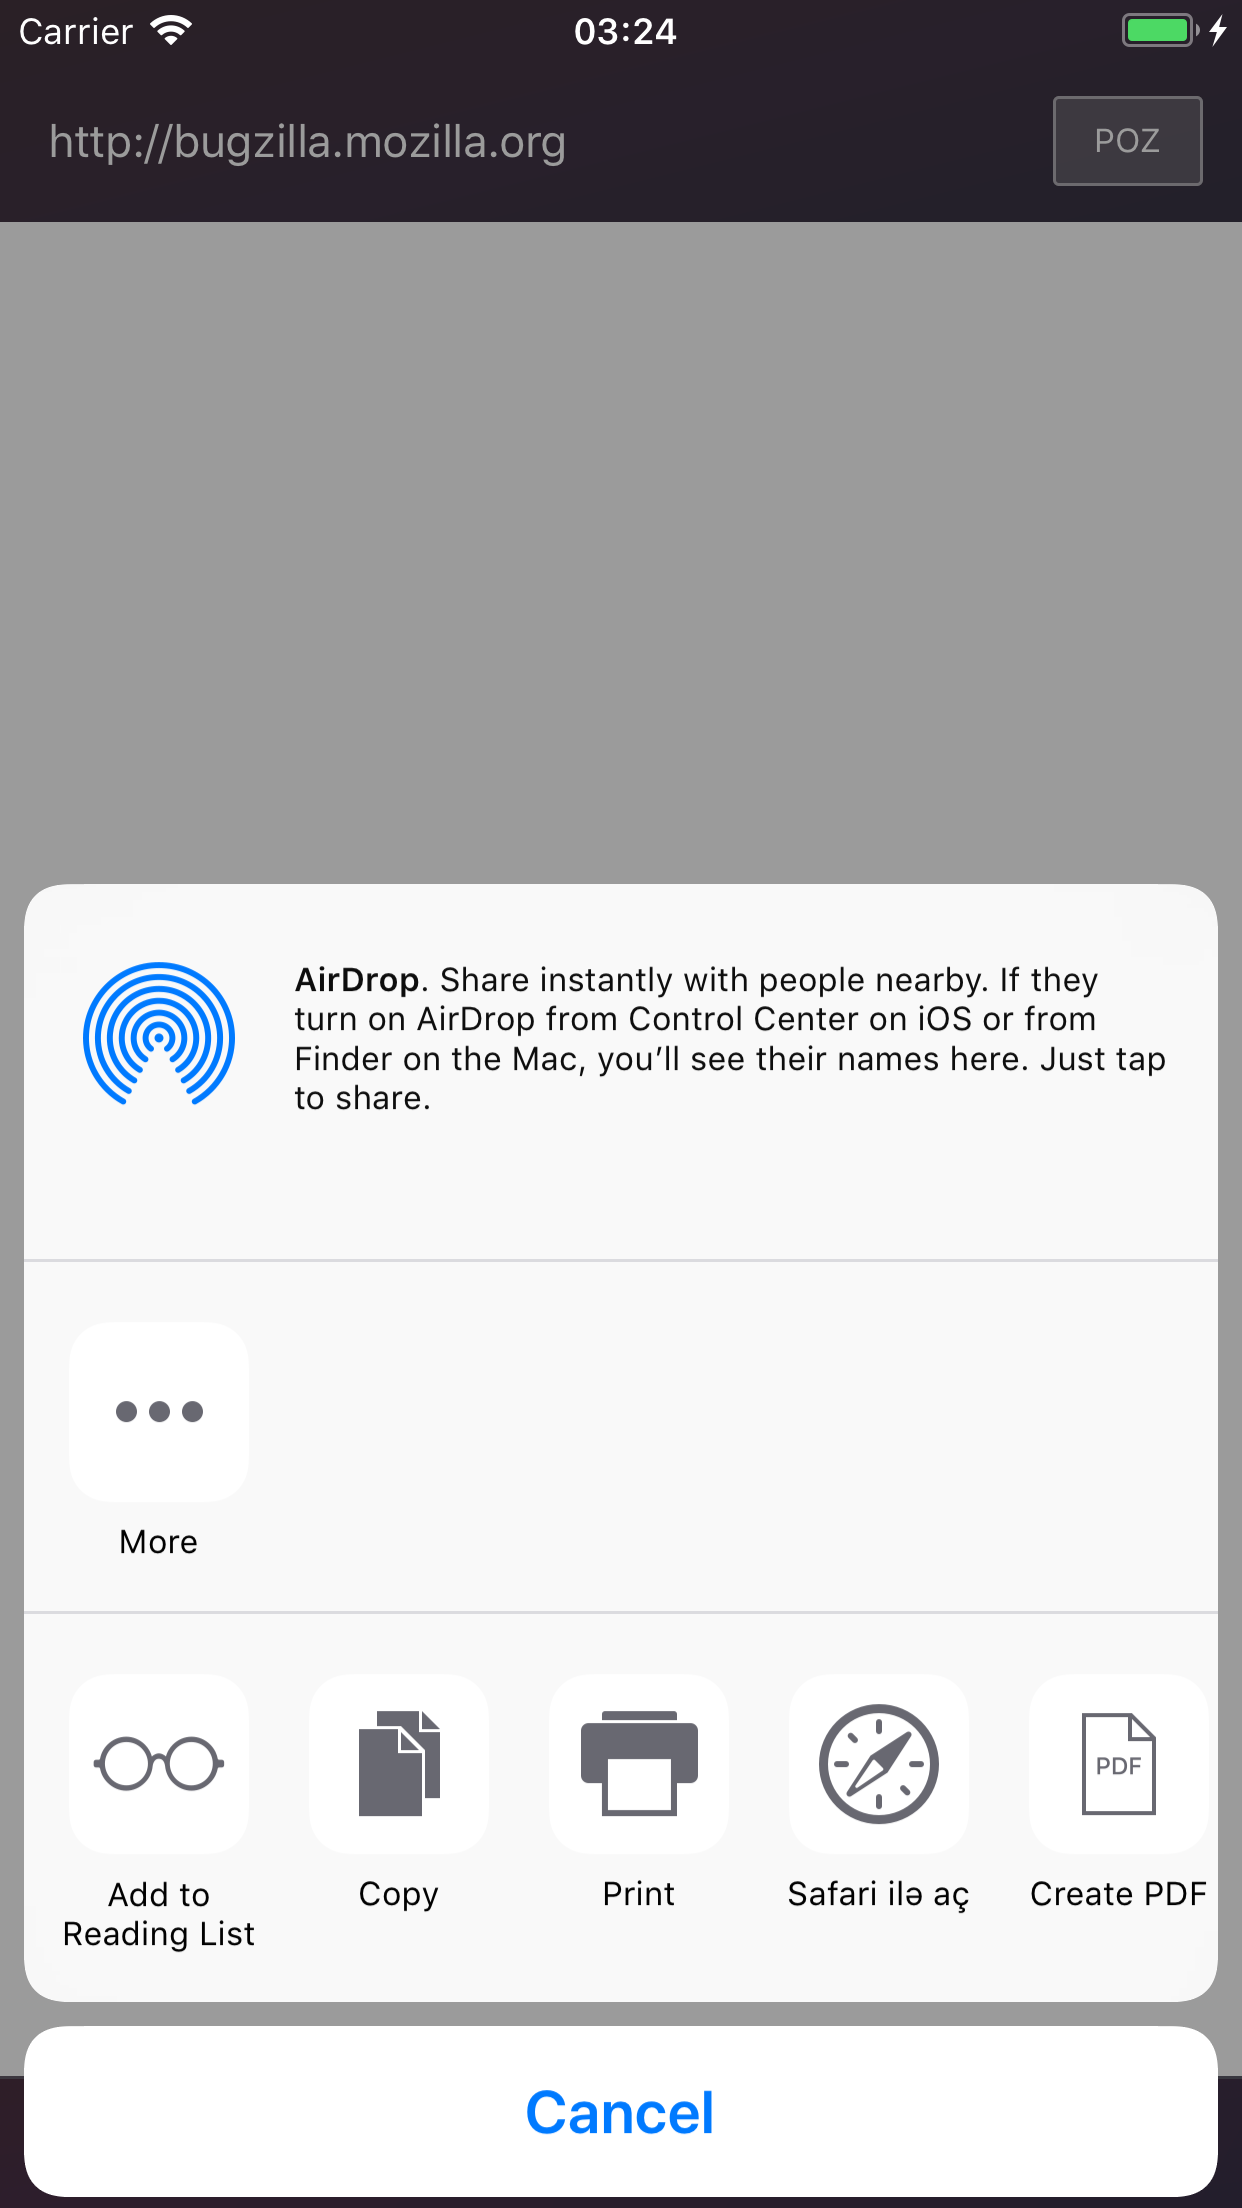 Carrier 03:24
http://bugzilla.mozilla.org POZ
AirDrop. Share instantly with people nearby. If they
turn on AirDrop from Control Center on iOS or from
Finder on the Mac, you’ll see their names here. Just tap
to share.
More
PDF
Add to
Reading List
Copy
Print
Safari ilə aç
Create PDF
Cancel